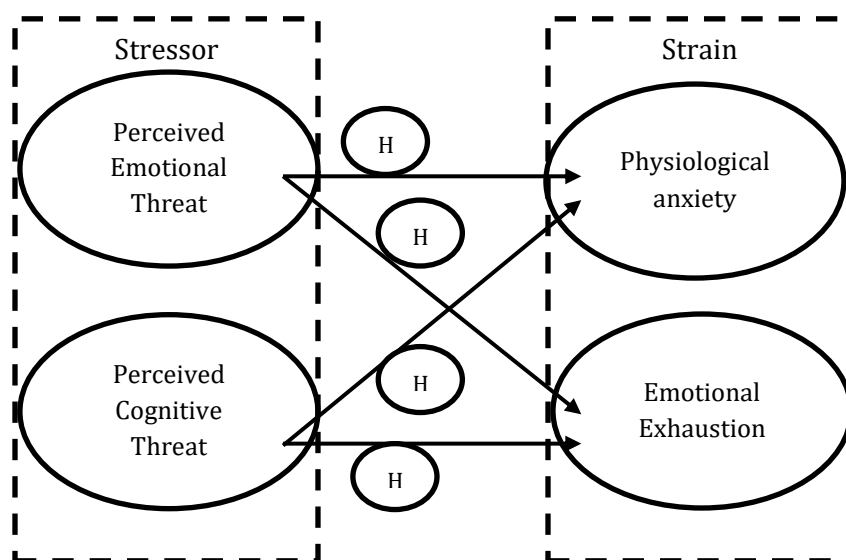 Stressor
Perceived
Emotional
Threat
H
H
Perceived
Cognitive
Threat
H
H
Strain
Physiological
anxiety
Emotional
Exhaustion